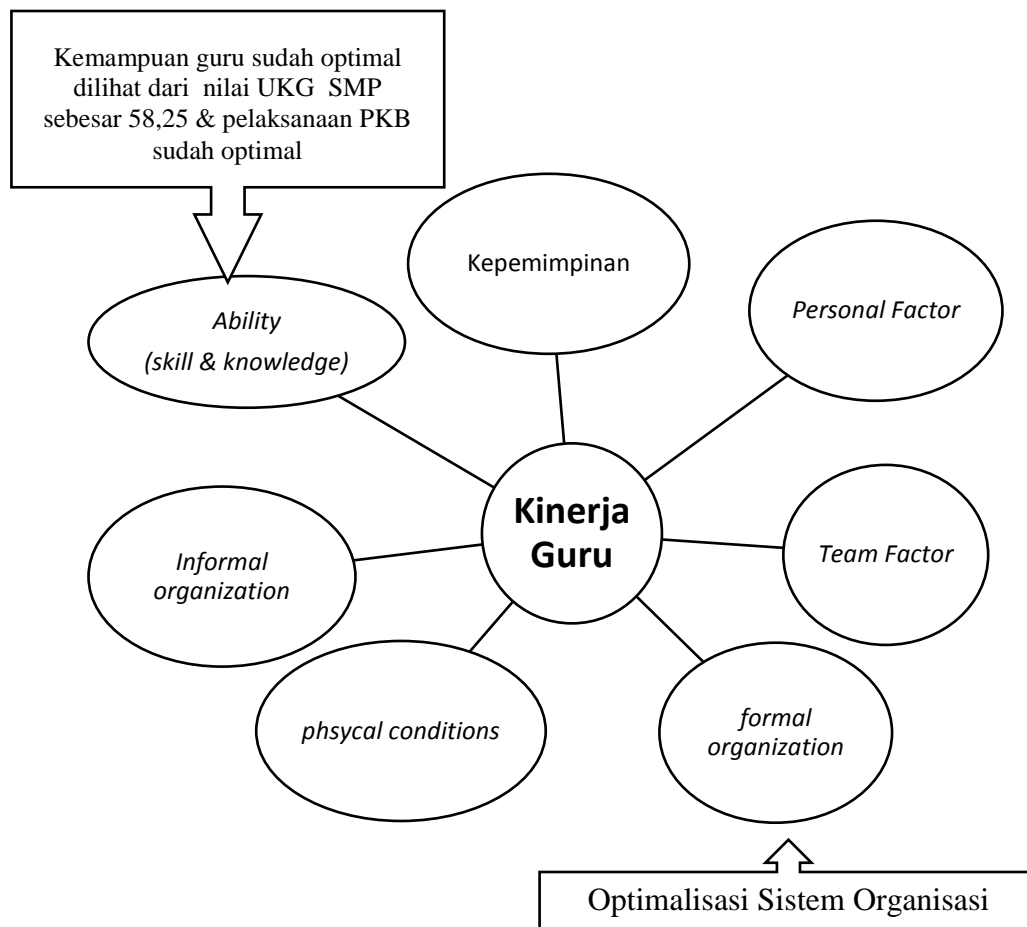 Kemampuan guru sudah optimal
dilihat dari nilai UKG SMP
sebesar 58,25 & pelaksanaan PKB
sudah optimal
Kepemimpinan
Personal Factor
Ability
(skill & knowledge)
Kinerja
Guru
Team Factor
Informal
organization
phsycal conditions
formal
organization
Optimalisasi Sistem Organisasi